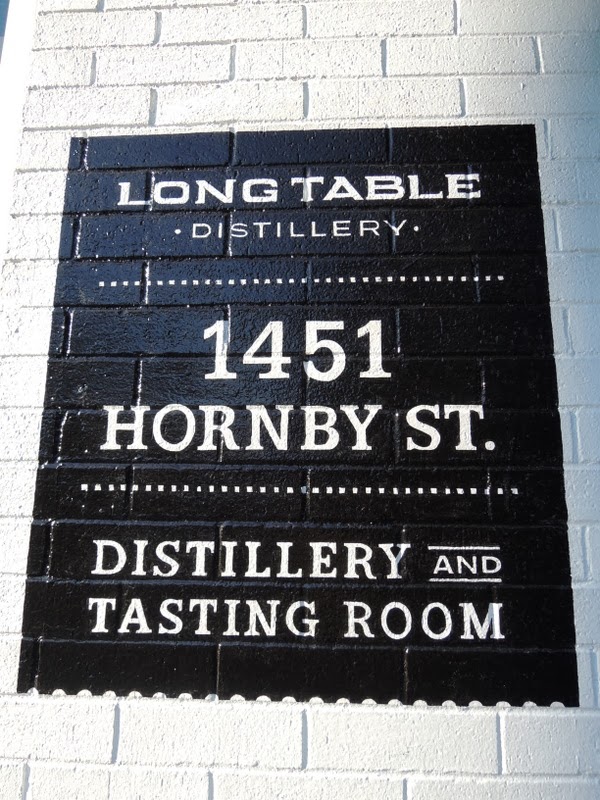 LONG TABLE
·DISTILLERY·
1451
HORNBY ST.
DISTILLERY AND
TASTING ROOM